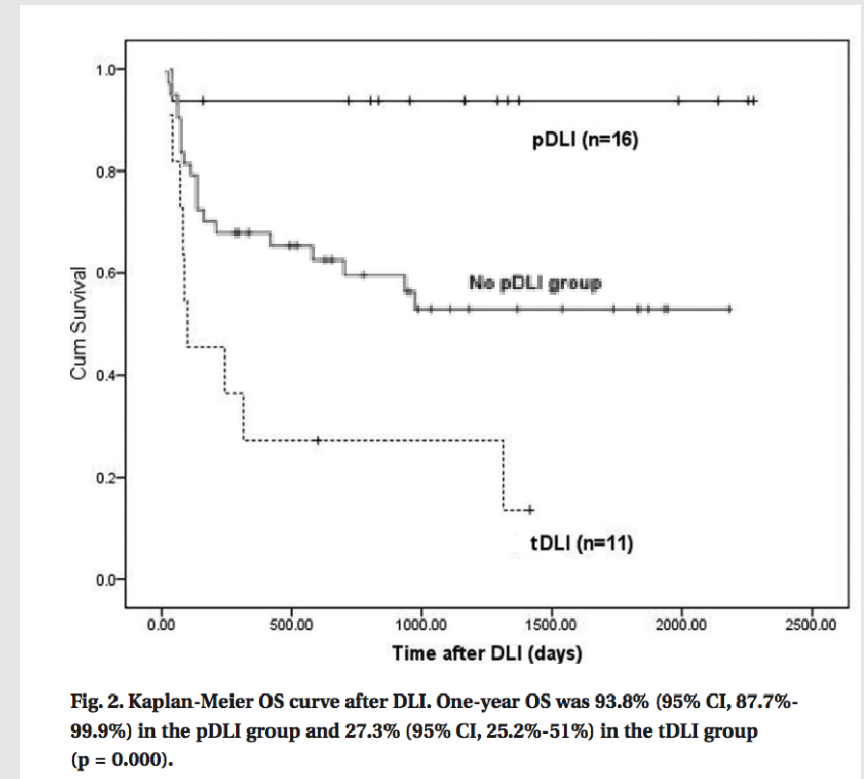 1.0
pDLI (n=16)
0.8
Cum Survival
0.6
No pDLI group
0.4
0.2
tDLI (n=11)
0.0
0.00 500.00 1000.00 1500.00 2000.00 2500.00
Time after DLI (days)
Fig. 2. Kaplan-Meier OS curve after DLI. One-year OS was 93.8% (95% CI, 87.7%-
99.9%) in the pDLI group and 27.3% (95% CI, 25.2%-51%) in the tDLI group
(p = 0.000).